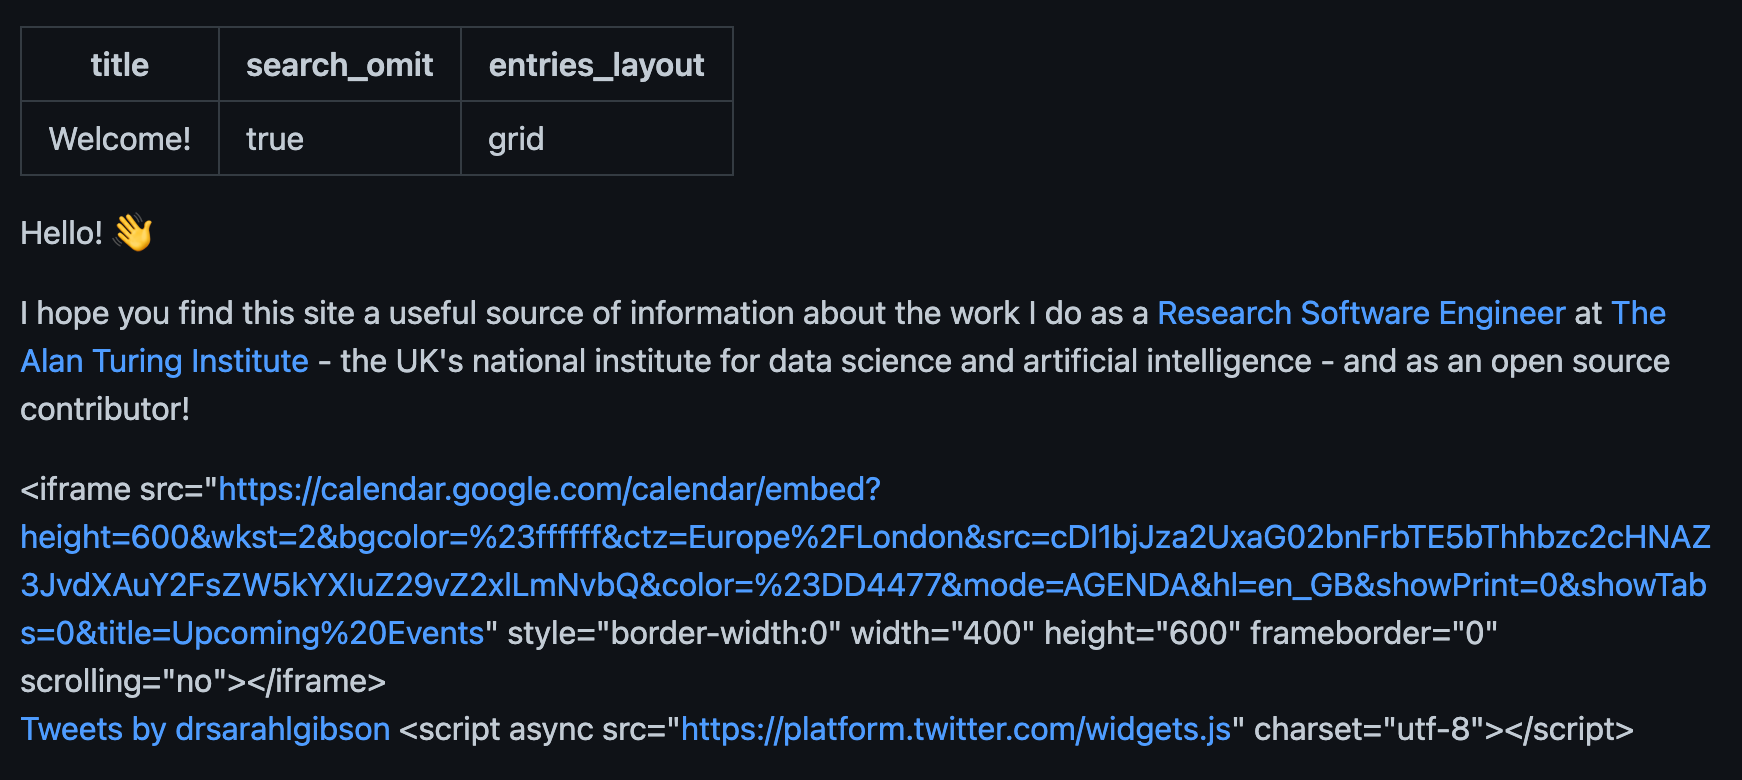 title search_omit entries_layout
Welcome! true grid
Hello! 👋
I hope you find this site a useful source of information about the work I do as a Research Software Engineer at The
Alan Turing Institute - the UK's national institute for data science and artificial intelligence - and as an open source
contributor!
<iframe src="https://calendar.google.com/calendar/embed?
height=600&wkst=2&bgcolor=%23ffffff&ctz=Europe%2FLondon&src=cDl1bjJza2UxaG02bnFrbTE5bThhbzc2cHNAZ
3JvdXAuY2FsZW5kYXIuZ29vZ2xlLmNvbQ&color=%23DD4477&mode=AGENDA&hl=en_GB&showPrint=0&showTab
s=0&title=Upcoming%20Events" style="border-width:0" width="400" height="600" frameborder="0"
scrolling="no"></iframe>
Tweets by drsarahlgibson <script async src="https://platform.twitter.com/widgets.js" charset="utf-8"></script>